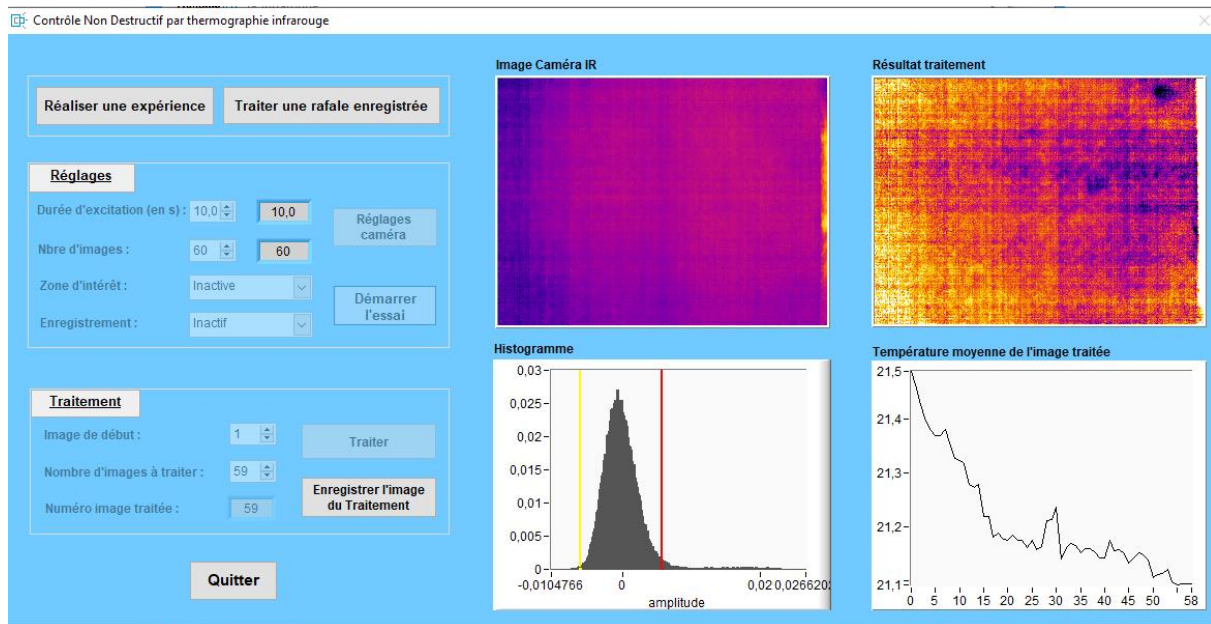 Contrôle Non Destructif par thermographie infrarouge
Réaliser une expérience
Traiter une rafale enregistrée
Réglages
Durée d'excitation (en s) :
10,0
10,0
Réglages
caméra
Nbre d'images :
60
60
Zone d'intérêt :
Inactive
Démarrer
l'essai
Enregistrement :
Inactif
Traitement
Image de début :
1
Traiter
Nombre d'images à traiter :
59
Enregistrer l'image
du Traitement
Numéro image traitée :
59
Quitter
Image Caméra IR
Résultat traitement
Histogramme
0,03
0,025
0,02
0,015
0,01
0,005
0
-0,0104766
0
0,02
0,0266202
amplitude
Température moyenne de l'image traitée
21,5
21,4
21,3
21,2
21,1
0 5 10 15 20 25 30 35 40 45 50 58